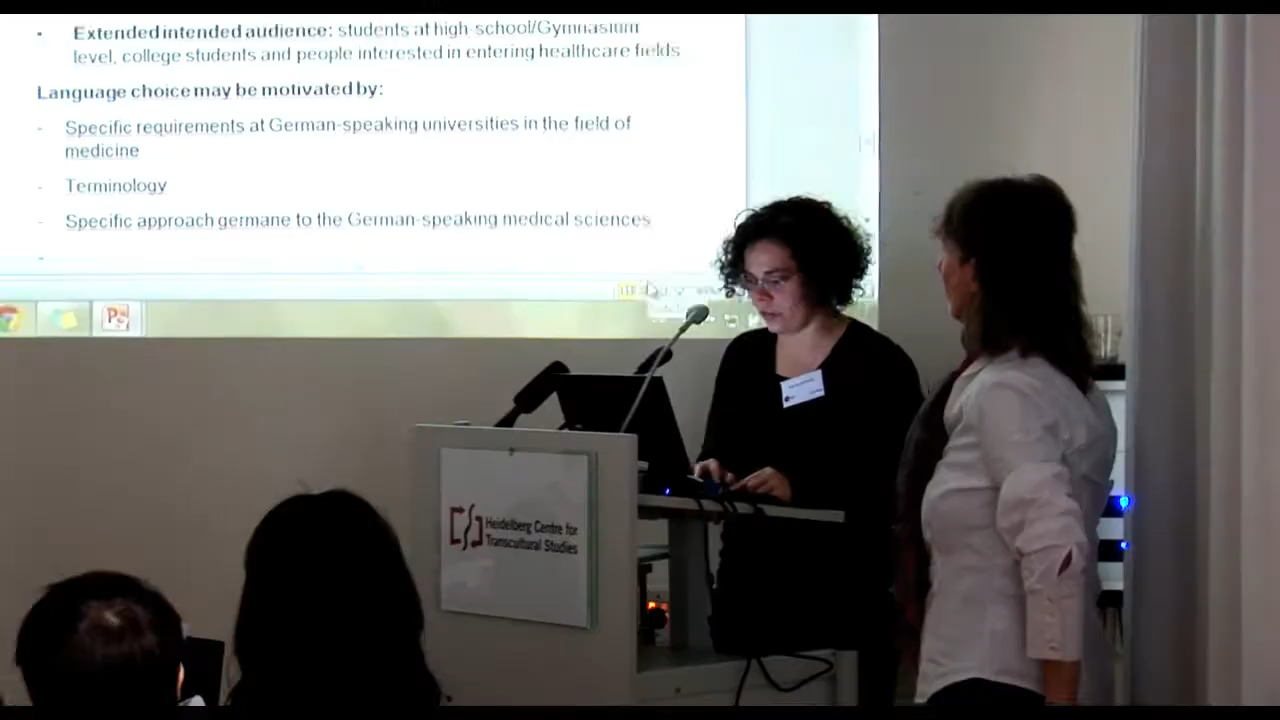 • Extended intended audience: students at high-school/Gymnasium
level, college students and people interested in entering healthcare fields
Language choice may be motivated by:
- Specific requirements at German-speaking universities in the field of
medicine
- Terminology
- Specific approach germane to the German-speaking medical sciences
-
Heidelberg Centre for
Transcultural Studies